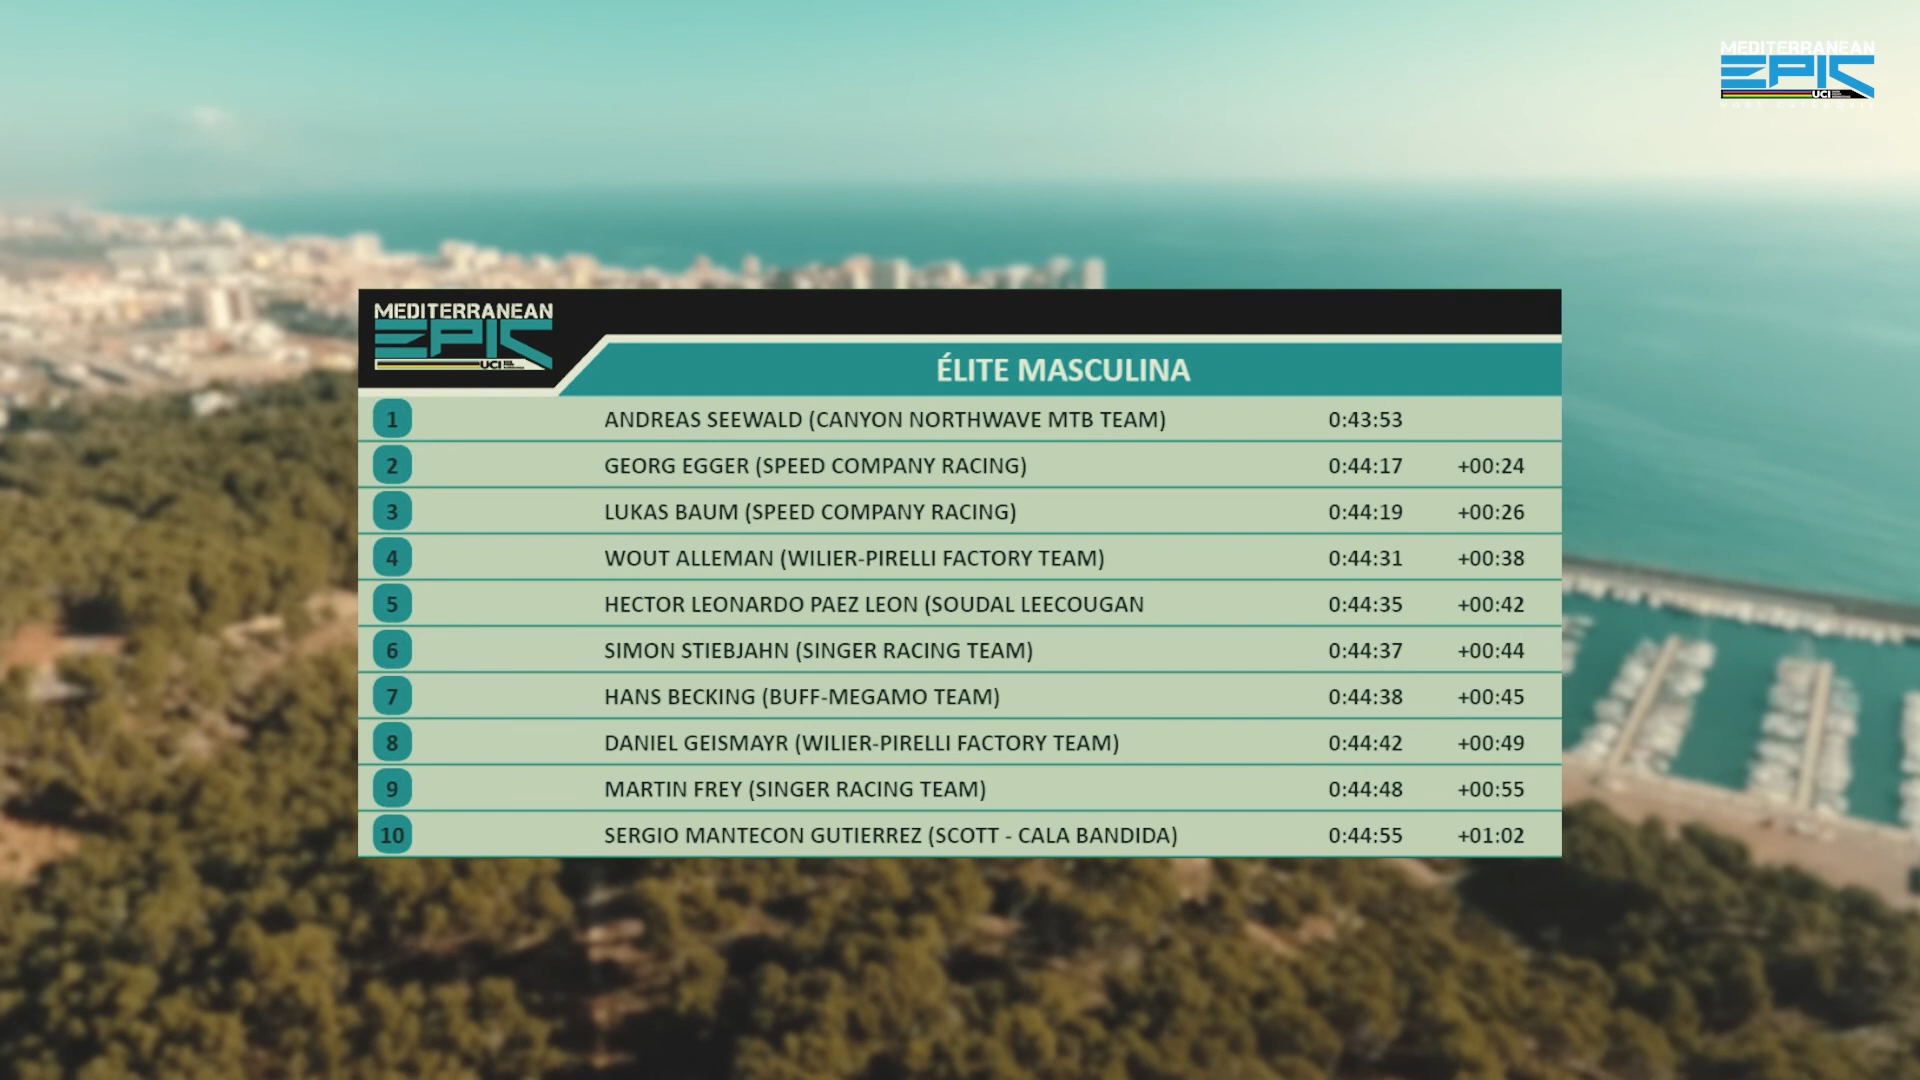 MEDITERRANEAN
EPIC
UCI
MEDITERRANEAN
EPIC
UCI
ÉLITE MASCULINA
1 ANDREAS SEEWALD (CANYON NORTHWAVE MTB TEAM) 0:43:53
2 GEORG EGGER (SPEED COMPANY RACING) 0:44:17 +00:24
3 LUKAS BAUM (SPEED COMPANY RACING) 0:44:19 +00:26
4 WOUT ALLEMAN (WILIER-PIRELLI FACTORY TEAM) 0:44:31 +00:38
5 HECTOR LEONARDO PAEZ LEON (SOUDAL LEECOUGAN 0:44:35 +00:42
6 SIMON STIEBJAHN (SINGER RACING TEAM) 0:44:37 +00:44
7 HANS BECKING (BUFF-MEGAMO TEAM) 0:44:38 +00:45
8 DANIEL GEISMAYR (WILIER-PIRELLI FACTORY TEAM) 0:44:42 +00:49
9 MARTIN FREY (SINGER RACING TEAM) 0:44:48 +00:55
10 SERGIO MANTECON GUTIERREZ (SCOTT - CALA BANDIDA) 0:44:55 +01:02